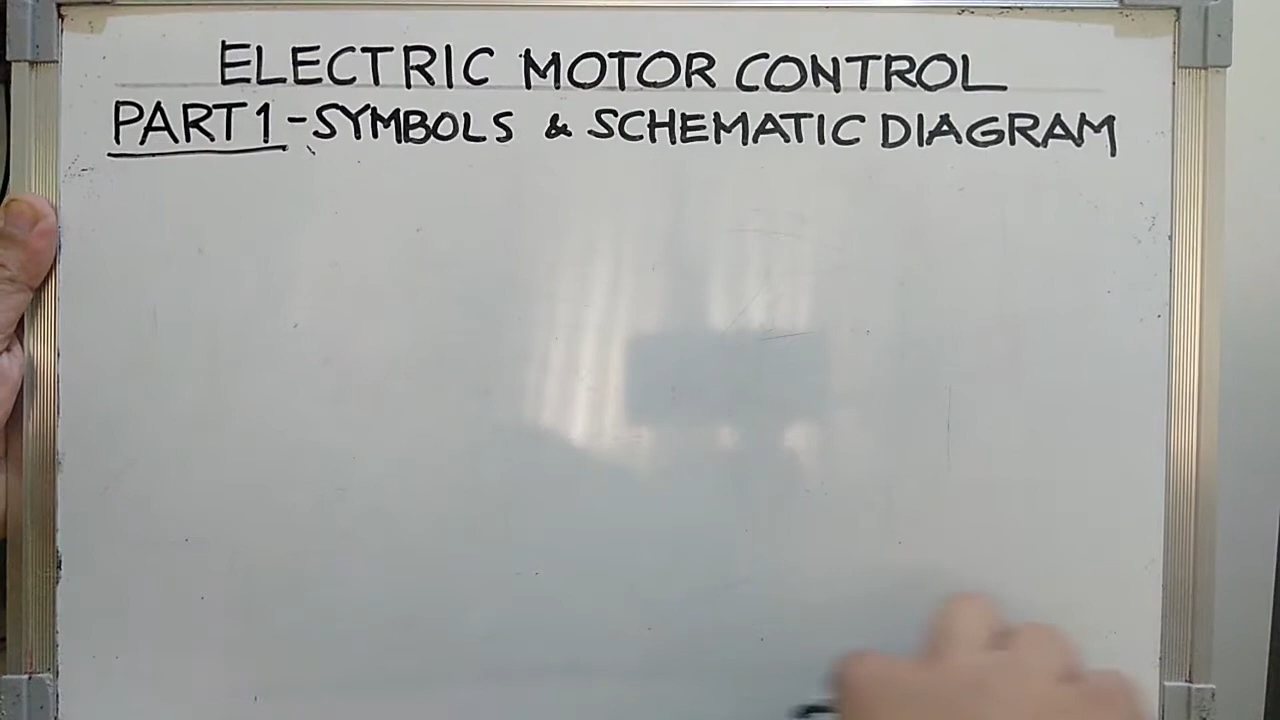 ELECTRIC MOTOR CONTROL
PART 1 - SYMBOLS & SCHEMATIC DIAGRAM